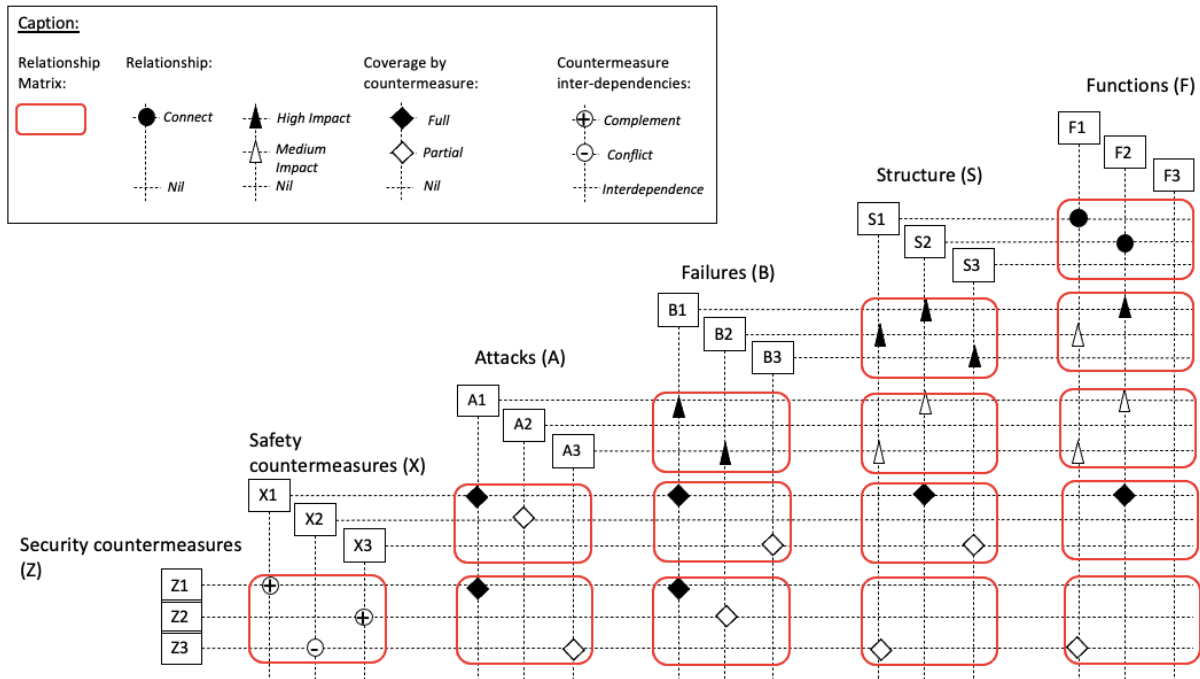 Caption:
Relationship
Matrix:
Relationship:
Connect
Nil
High Impact
Medium
Impact
Nil
Coverage by
countermeasure:
Full
Partial
Nil
Countermeasure
inter-dependencies:
Complement
Conflict
Interdependence
Functions (F)
F1
F2
F3
Structure (S)
S1
S2
S3
Failures (B)
B1
B2
B3
Attacks (A)
A1
A2
A3
Safety
countermeasures (X)
X1
X2
X3
Security countermeasures
(Z)
Z1
Z2
Z3